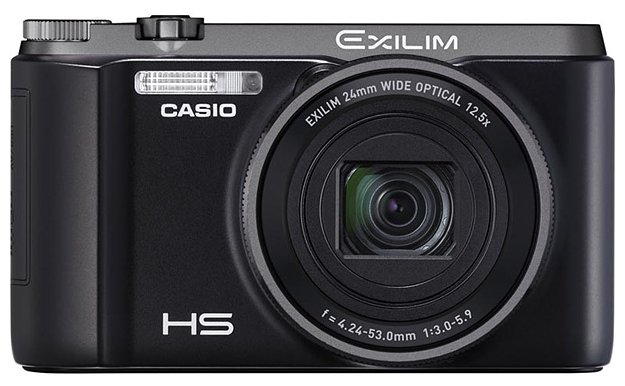 EXILIM
CASIO
EXILIM 24mm WIDE OPTICAL 12.5x
HS
f = 4.24-53.0mm 1:3.0-5.9